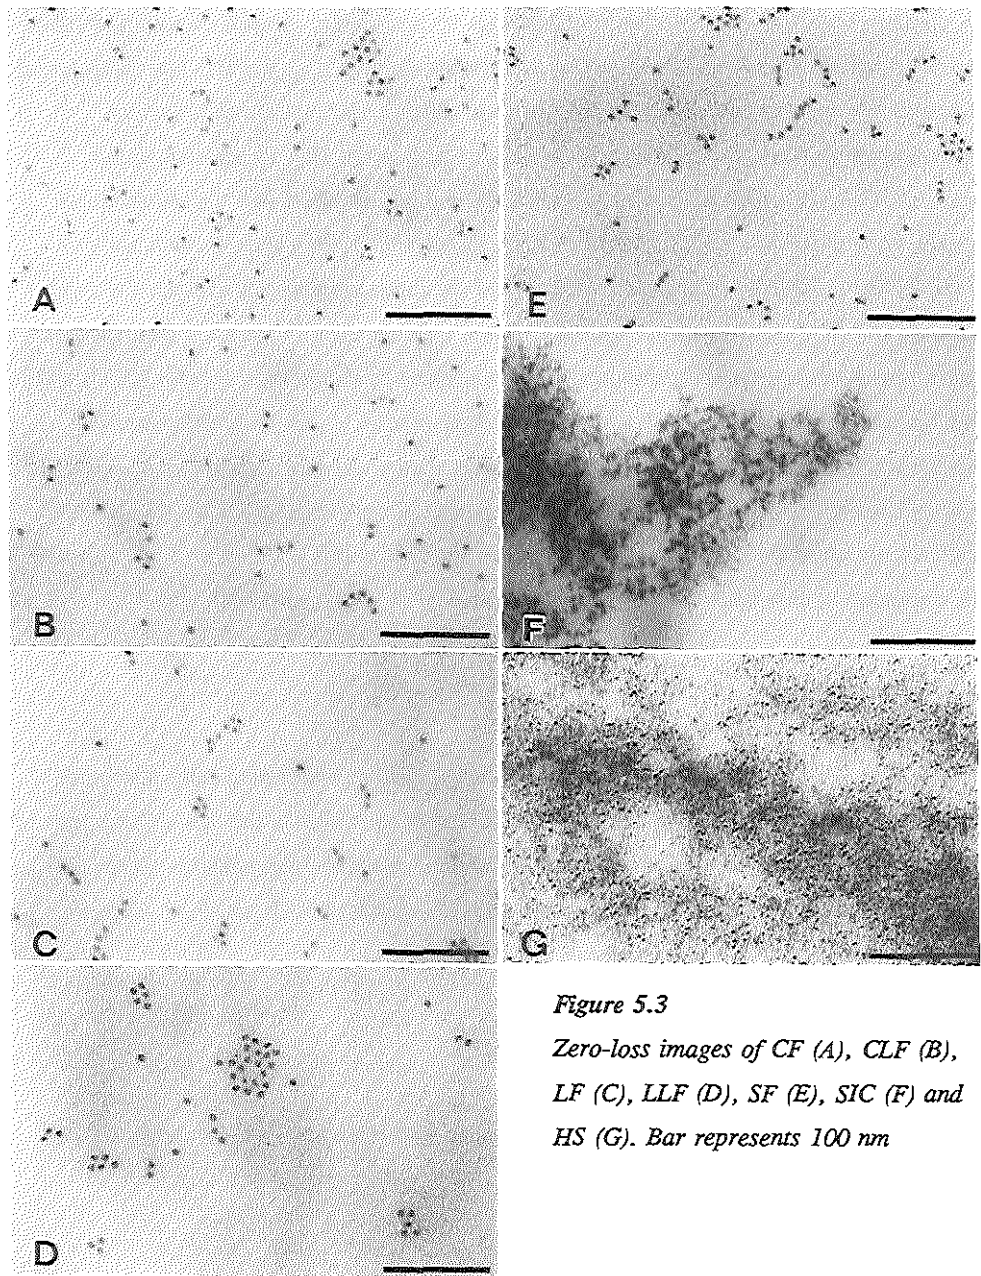 A
E
B
F
C
G
D
Figure 5.3
Zero-loss images of CF (A), CLF (B),
LF (C), LLF (D), SF (E), SIC (F) and
HS (G). Bar represents 100 nm